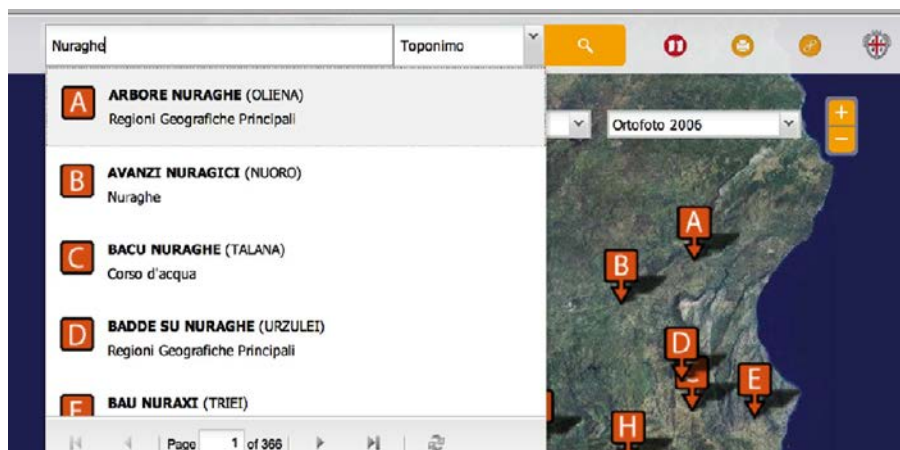 Nuraghe
Toponimo
A
ARBORE NURAGHE (OLIENA)
Regioni Geografiche Principali
B
AVANZI NURAGICI (NUORO)
Nuraghe
C
BACU NURAGHE (TALANA)
Corso d'acqua
D
BADDE SU NURAGHE (URZULEI)
Regioni Geografiche Principali
E
BAU NURAXI (TRIEI)
Page 1 of 366
Ortofoto 2006
+
−
A
B
D
C
E
H